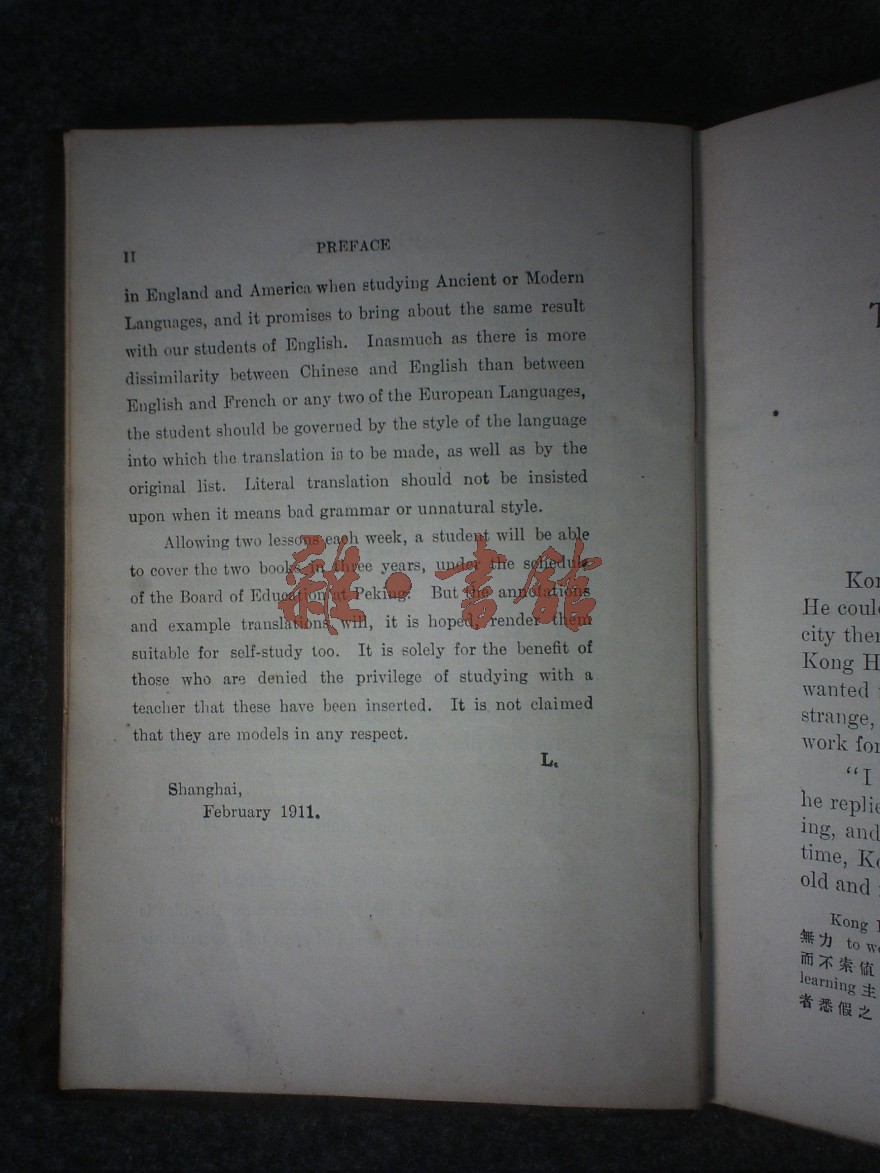 II
PREFACE
in England and America when studying Ancient or Modern
Languages, and it promises to bring about the same result
with our students of English. Inasmuch as there is more
dissimilarity between Chinese and English than between
English and French or any two of the European Languages,
the student should be governed by the style of the language
into which the translation is to be made, as well as by the
original list. Literal translation should not be insisted
upon when it means bad grammar or unnatural style.
Allowing two lessons each week, a student will be able
to cover the two books in three years, under the schedule
of the Board of Education at Peking. But the annotations
and example translations will, it is hoped, render them
suitable for self-study too. It is solely for the benefit of
those who are denied the privilege of studying with a
teacher that these have been inserted. It is not claimed
that they are models in any respect.
L.
Shanghai,
February 1911.
雜·書館
T
Kon
He could
city then
Kong H
wanted
strange,
work for
"I
he replie
ing, and
time, Ko
old and
Kong
無力 to wo
而不索値
learning 主
者悉假之